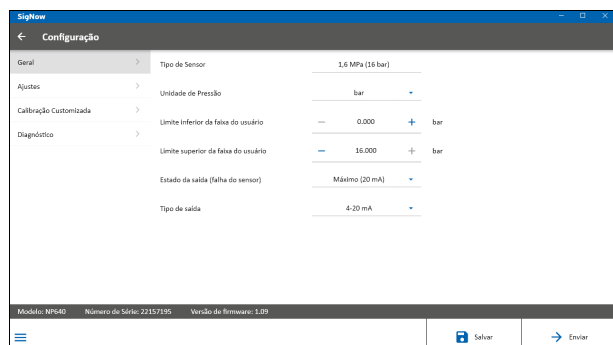 SigNow
Configuração
Geral
Ajustes
Calibração Customizada
Diagnóstico
Tipo de Sensor 1,6 MPa (16 bar)
Unidade de Pressão bar
Limite inferior da faixa do usuário − 0.000 + bar
Limite superior da faixa do usuário − 16.000 + bar
Estado da saída (falha do sensor) Máximo (20 mA)
Tipo de saída 4-20 mA
Modelo: NP640 Número de Série: 22157195 Versão de firmware: 1.09
Salvar Enviar